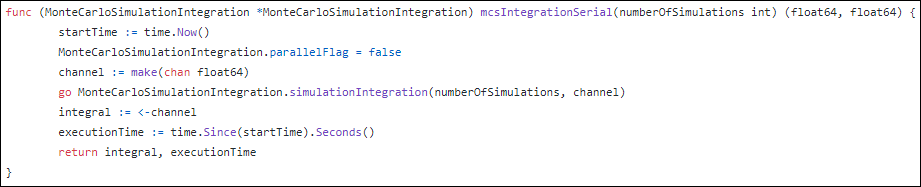 func (MonteCarloSimulationIntegration *MonteCarloSimulationIntegration) mcsIntegrationSerial(numberOfSimulations int) (float64, float64) {
startTime := time.Now()
MonteCarloSimulationIntegration.parallelFlag = false
channel := make(chan float64)
go MonteCarloSimulationIntegration.simulationIntegration(numberOfSimulations, channel)
integral := <-channel
executionTime := time.Since(startTime).Seconds()
return integral, executionTime
}